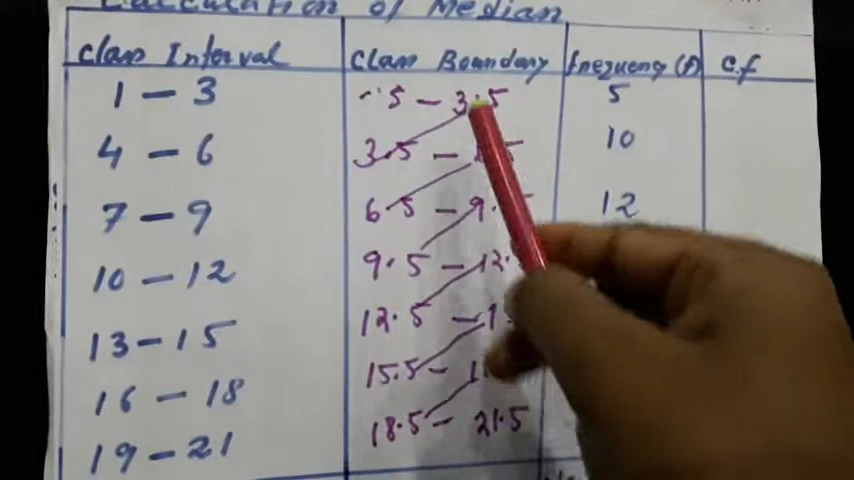 Calculation of Median
Class Interval Class Boundary frequency (f) c.f
1 - 3 .5 - 3.5 5
4 - 6 3.5 - 10
7 - 9 6.5 - 9. 12
10 - 12 9.5 - 12.
13 - 15 12.5 -
16 - 18 15.5 -
19 - 21 18.5 - 21.5